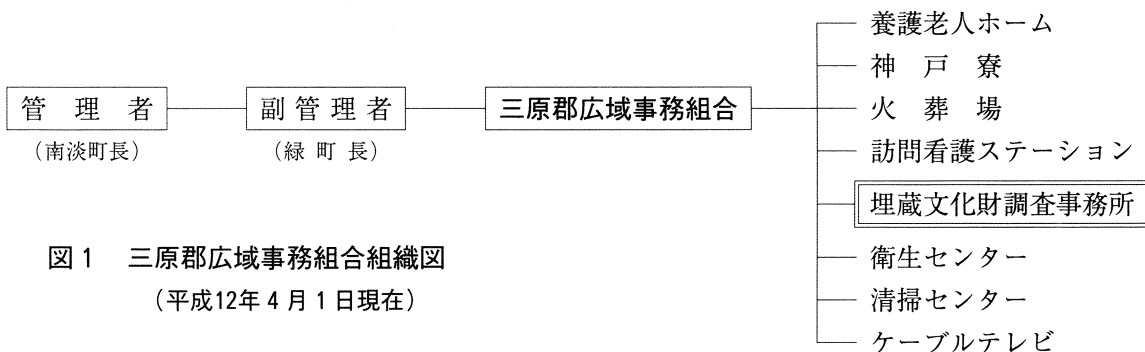 管理者
(南淡町長)
副管理者
(緑町長)
三原郡広域事務組合
養護老人ホーム
神戸寮
火葬場
訪問看護ステーション
埋蔵文化財調査事務所
衛生センター
清掃センター
ケーブルテレビ
図1 三原郡広域事務組合組織図
(平成12年4月1日現在)